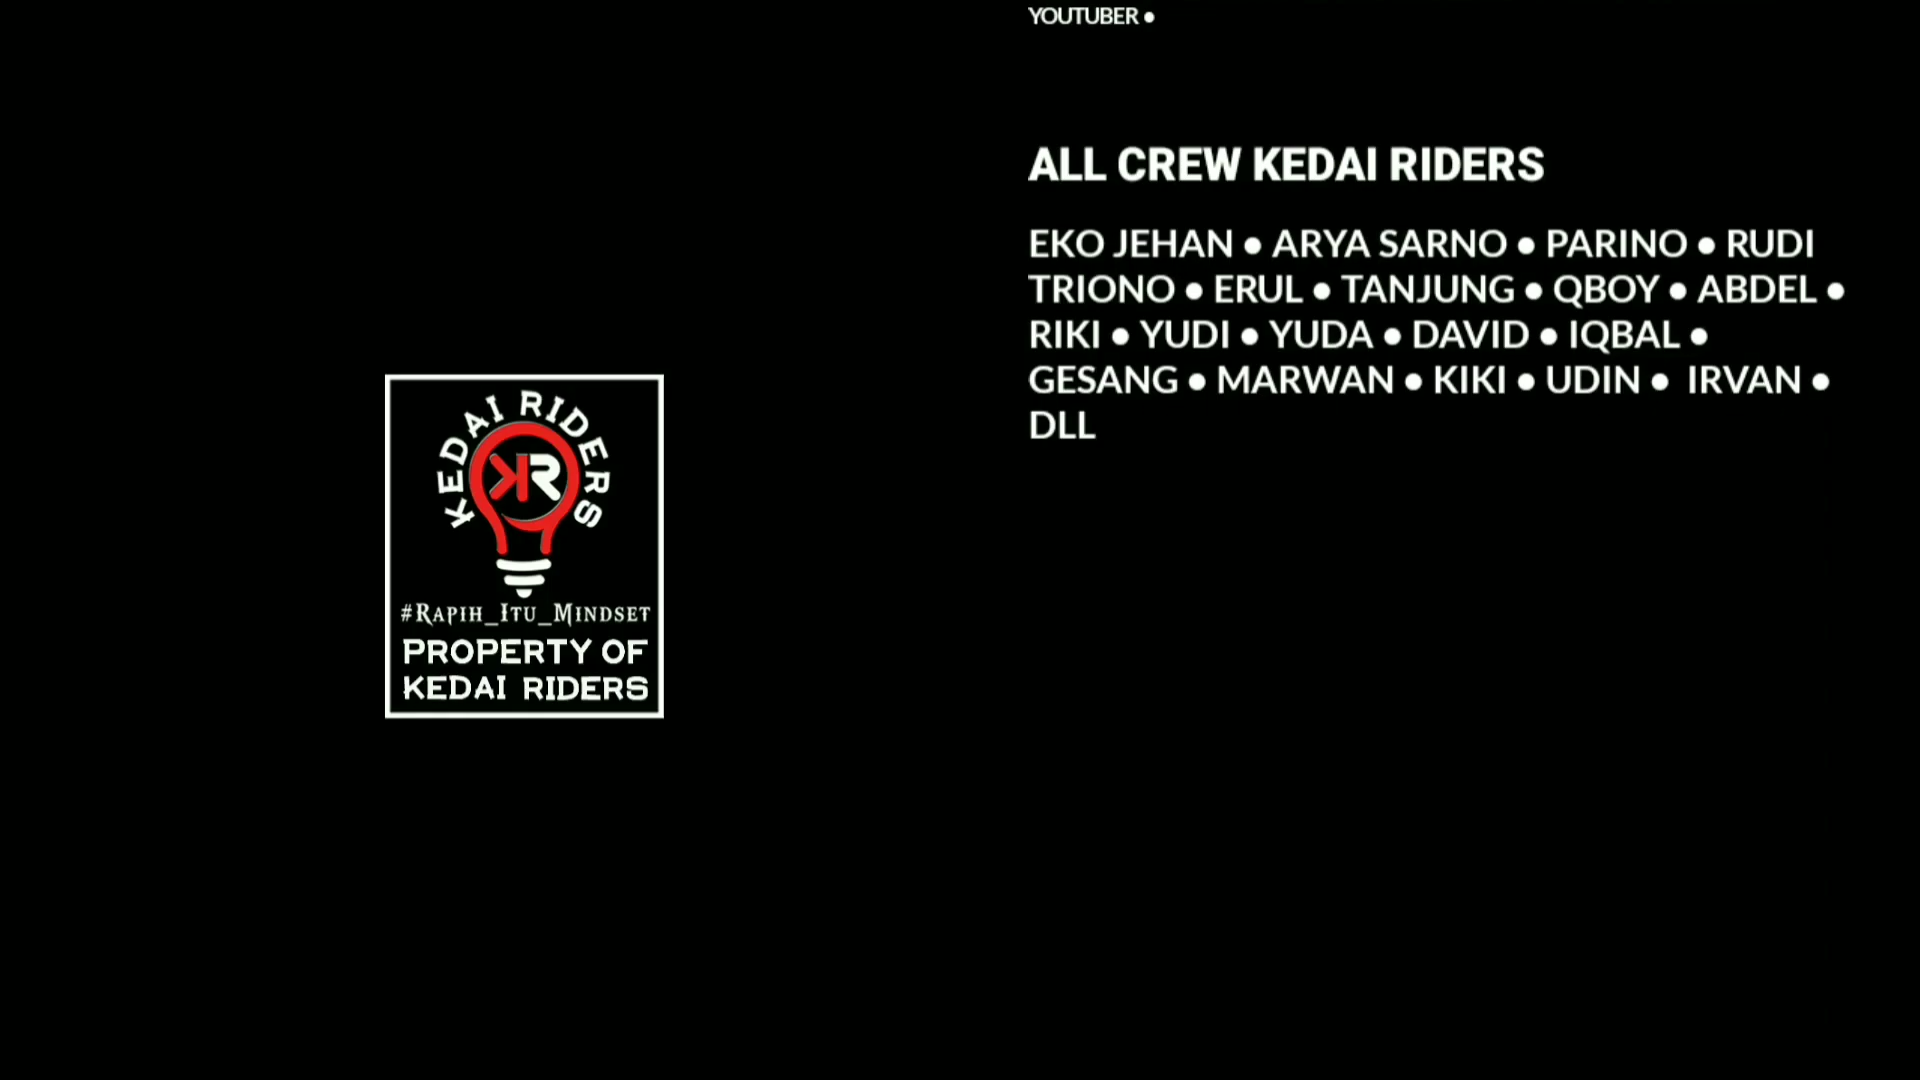 KEDAI RIDERS
KR
#RAPIH_ITU_MINDSET
PROPERTY OF
KEDAI RIDERS
YOUTUBER ●
ALL CREW KEDAI RIDERS
EKO JEHAN ● ARYA SARNO ● PARINO ● RUDI
TRIONO ● ERUL ● TANJUNG ● QBOY ● ABDEL ●
RIKI ● YUDI ● YUDA ● DAVID ● IQBAL ●
GESANG ● MARWAN ● KIKI ● UDIN ● IRVAN ●
DLL